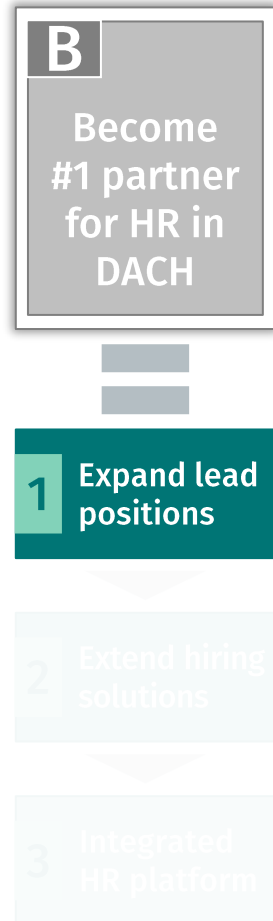 B
Become
#1 partner
for HR in
DACH
1
Expand lead
positions
2
Extend hiring
solutions
3
Integrated
HR platform